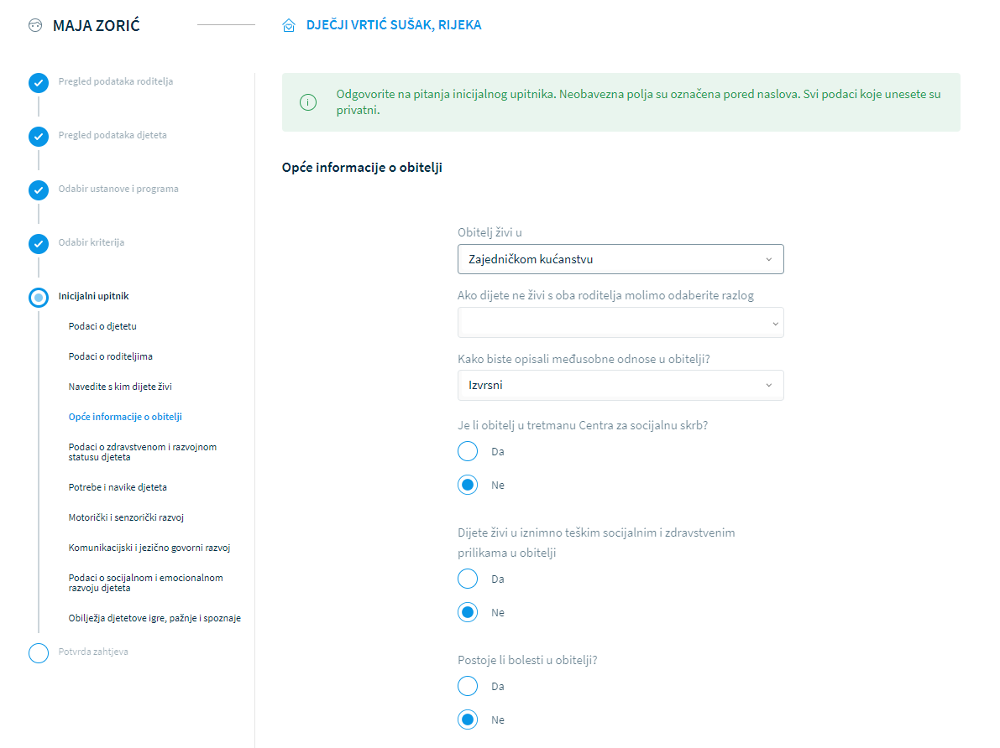 MAJA ZORIĆ
DJEČJI VRTIĆ SUŠAK, RIJEKA
Pregled podataka roditelja
Pregled podataka djeteta
Odabir ustanove i programa
Odabir kriterija
Inicijalni upitnik
Podaci o djetetu
Podaci o roditeljima
Navedite s kim dijete živi
Opće informacije o obitelji
Podaci o zdravstvenom i razvojnom
statusu djeteta
Potrebe i navike djeteta
Motorički i senzorički razvoj
Komunikacijski i jezično govorni razvoj
Podaci o socijalnom i emocionalnom
razvoju djeteta
Obilježja djetetove igre, pažnje i spoznaje
Potvrda zahtjeva
Odgovorite na pitanja inicijalnog upitnika. Neobavezna polja su označena pored naslova. Svi podaci koje unesete su
privatni.
Opće informacije o obitelji
Obitelj živi u
Zajedničkom kućanstvu
Ako dijete ne živi s oba roditelja molimo odaberite razlog
Kako biste opisali međusobne odnose u obitelji?
Izvrsni
Je li obitelj u tretmanu Centra za socijalnu skrb?
Da
Ne
Dijete živi u iznimno teškim socijalnim i zdravstvenim
prilikama u obitelji
Da
Ne
Postoje li bolesti u obitelji?
Da
Ne